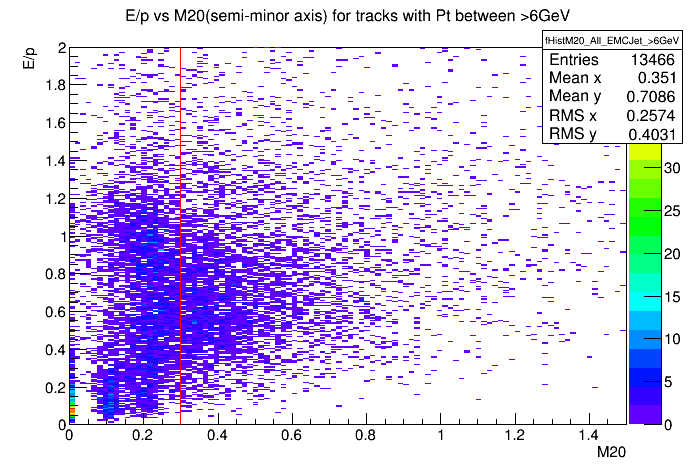 E/p vs M20(semi-minor axis) for tracks with Pt between >6GeV
fHistM20_All_EMCJet_>6GeV
Entries 13466
Mean x 0.351
Mean y 0.7086
RMS x 0.2574
RMS y 0.4031
E/p
2
1.8
1.6
1.4
1.2
1
0.8
0.6
0.4
0.2
0
0 0.2 0.4 0.6 0.8 1 1.2 1.4
M20
30
25
20
15
10
5
0